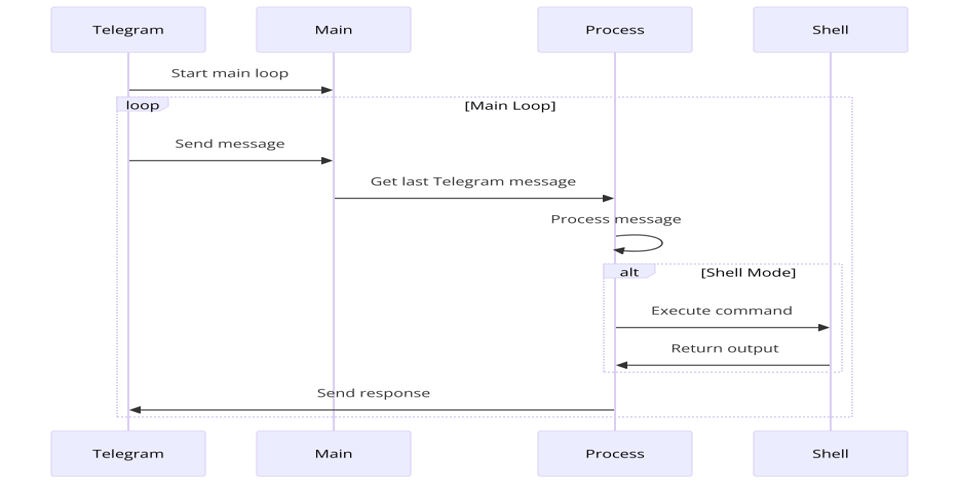 Telegram
Main
Process
Shell
Start main loop
loop
[Main Loop]
Send message
Get last Telegram message
Process message
alt
[Shell Mode]
Execute command
Return output
Send response
Telegram
Main
Process
Shell